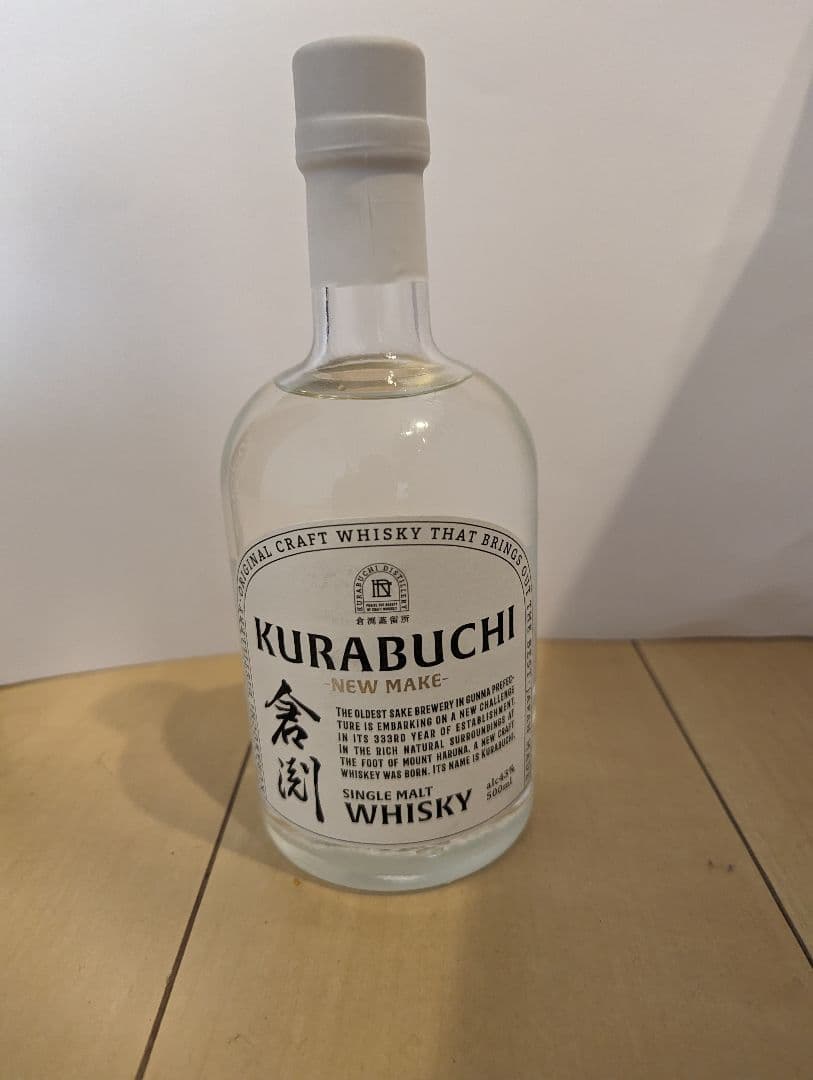 ORIGINAL CRAFT WHISKY THAT BRINGS OUT THE BEST
KURABUCHI DISTILLERY
倉渕蒸留所
KURABUCHI
-NEW MAKE-
倉渕
THE OLDEST SAKE BREWERY IN GUNMA PREFEC-
TURE IS EMBARKING ON A NEW CHALLENGE
IN ITS 333RD YEAR OF ESTABLISHMENT.
IN THE RICH NATURAL SURROUNDINGS AT
THE FOOT OF MOUNT HARUNA, A NEW CRAFT
WHISKEY WAS BORN. ITS NAME IS KURABUCHI.
SINGLE MALT
WHISKY
alc43%
500ml